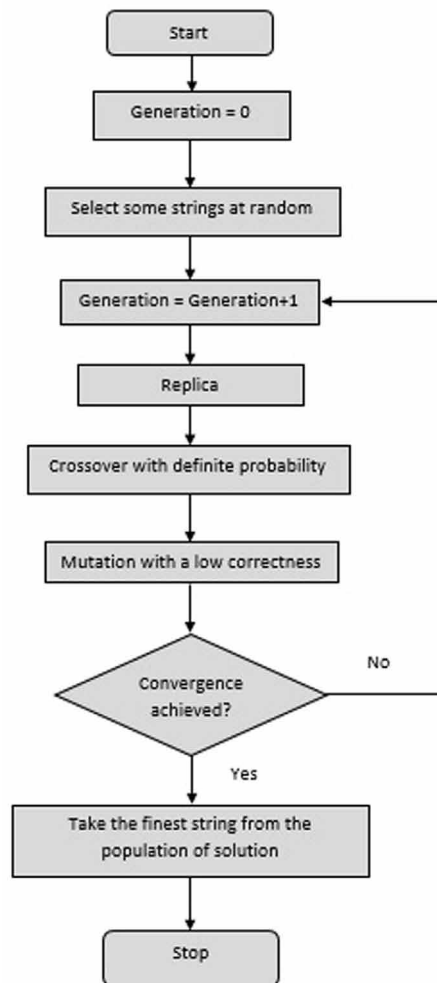 Start
Generation = 0
Select some strings at random
Generation = Generation+1
Replica
Crossover with definite probability
Mutation with a low correctness
Convergence
achieved?
No
Yes
Take the finest string from the
population of solution
Stop